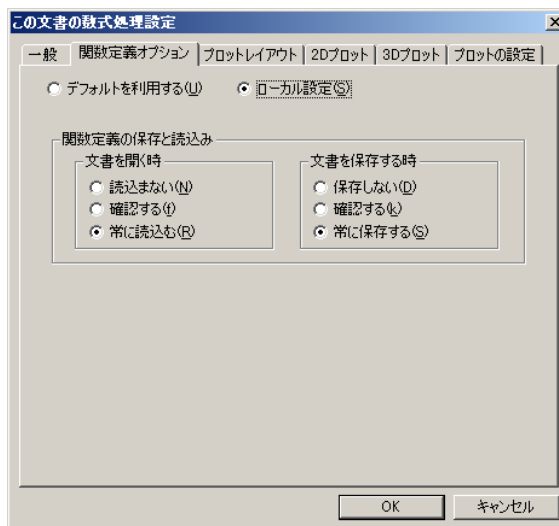 この文書の数式処理設定
一般 関数定義オプション プロットレイアウト 2Dプロット 3Dプロット プロットの設定
デフォルトを利用する(U) ローカル設定(S)
関数定義の保存と読込み
文書を開く時
読込まない(N)
確認する(f)
常に読込む(R)
文書を保存する時
保存しない(D)
確認する(k)
常に保存する(S)
OK キャンセル